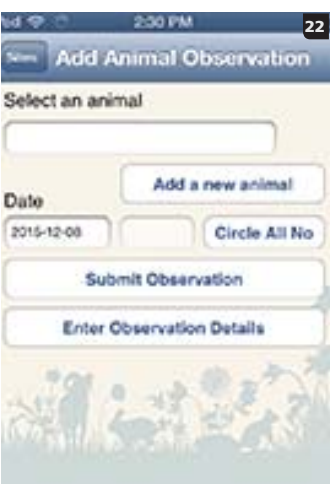 2:30 PM
22
Add Animal Observation
Select an animal
Add a new animal
Date
2015-12-08
Circle All No
Submit Observation
Enter Observation Details